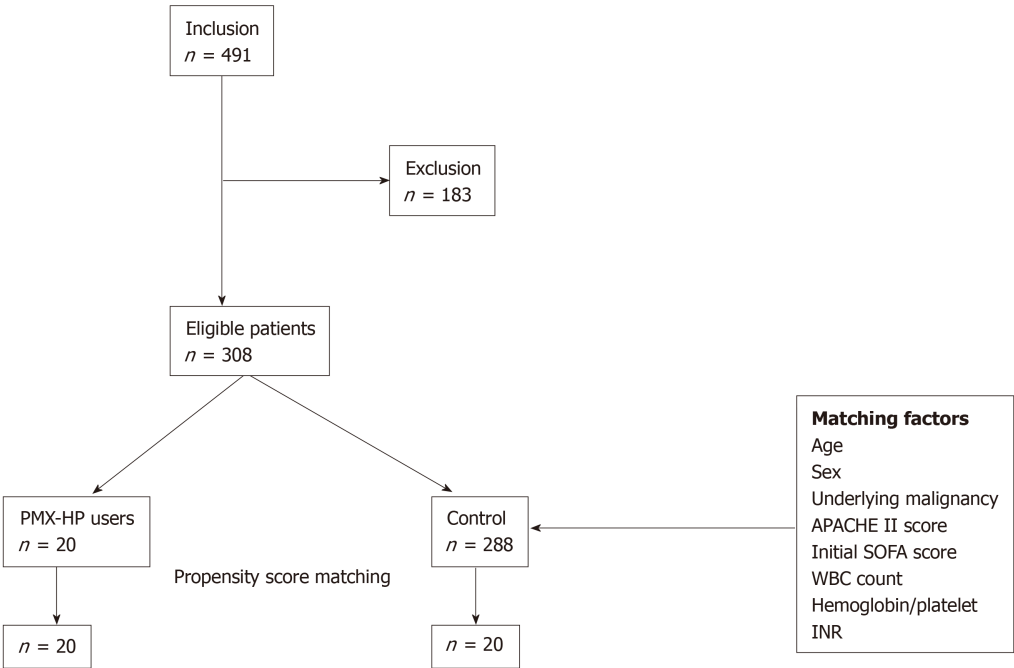 Inclusion
n = 491
Exclusion
n = 183
Eligible patients
n = 308
Matching factors
Age
Sex
Underlying malignancy
APACHE II score
Initial SOFA score
WBC count
Hemoglobin/platelet
INR
PMX-HP users
n = 20
Control
n = 288
Propensity score matching
n = 20
n = 20